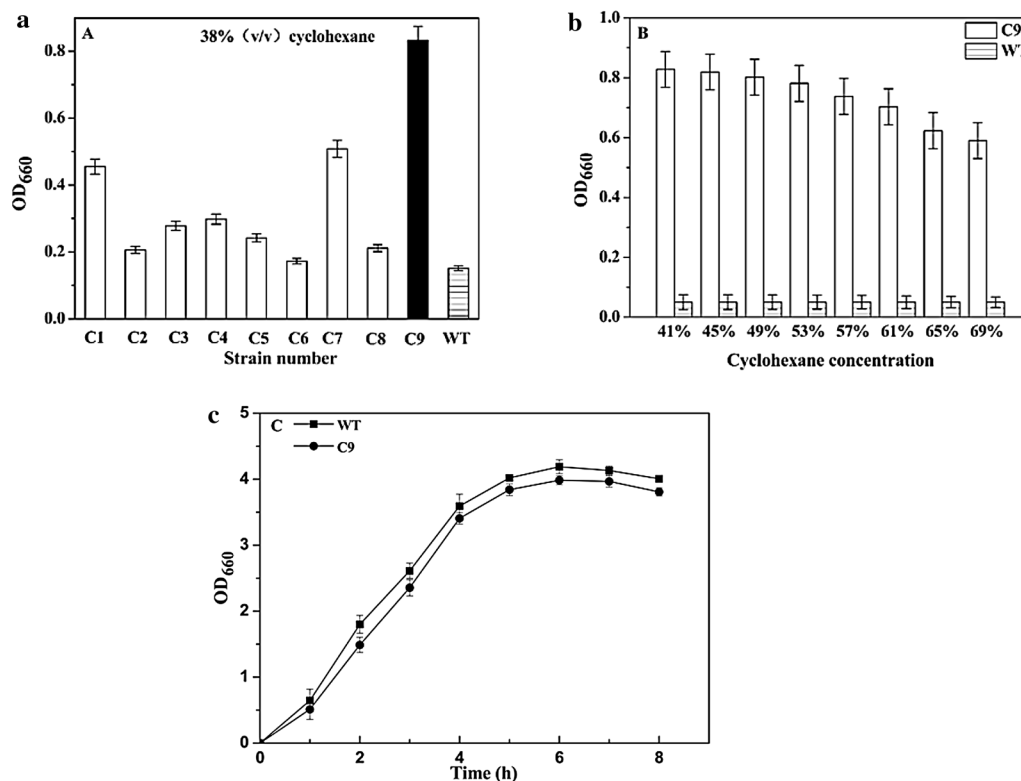 a
A
38% （v/v） cyclohexane
0.8
0.6
0.4
0.2
0.0
OD660
C1 C2 C3 C4 C5 C6 C7 C8 C9 WT
Strain number
b
B
C9
WT
1.0
0.8
0.6
0.4
0.2
0.0
OD660
41% 45% 49% 53% 57% 61% 65% 69%
Cyclohexane concentration
c
C
WT
C9
5
4
3
2
1
0
OD660
0 2 4 6 8
Time (h)